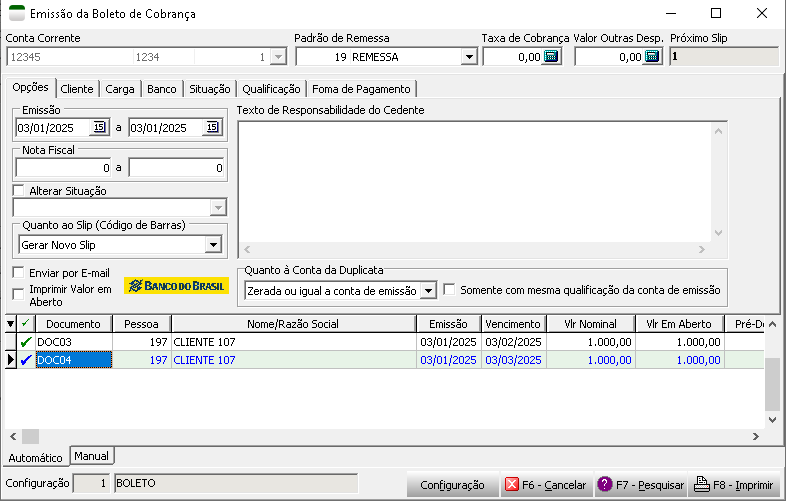 Emissão da Boleto de Cobrança
Conta Corrente
Padrão de Remessa
Taxa de Cobrança
Valor Outras Desp.
Próximo Slip
12345 1234 1
19 REMESSA
0,00
0,00
1
Opções Cliente Carga Banco Situação Qualificação Foma de Pagamento
Emissão
03/01/2025 a 03/01/2025
Nota Fiscal
0 a 0
Alterar Situação
Quanto ao Slip (Código de Barras)
Gerar Novo Slip
Enviar por E-mail
Imprimir Valor em
Aberto
BANCO DO BRASIL
Texto de Responsabilidade do Cedente
Quanto à Conta da Duplicata
Zerada ou igual a conta de emissão
Somente com mesma qualificação da conta de emissão
Documento Pessoa Nome/Razão Social Emissão Vencimento Vlr Nominal Vlr Em Aberto Pré-De
DOC03 197 CLIENTE 107 03/01/2025 03/02/2025 1.000,00 1.000,00
DOC04 197 CLIENTE 107 03/01/2025 03/03/2025 1.000,00 1.000,00
Automático Manual
Configuração 1 BOLETO
Configuração F6 - Cancelar F7 - Pesquisar F8 - Imprimir